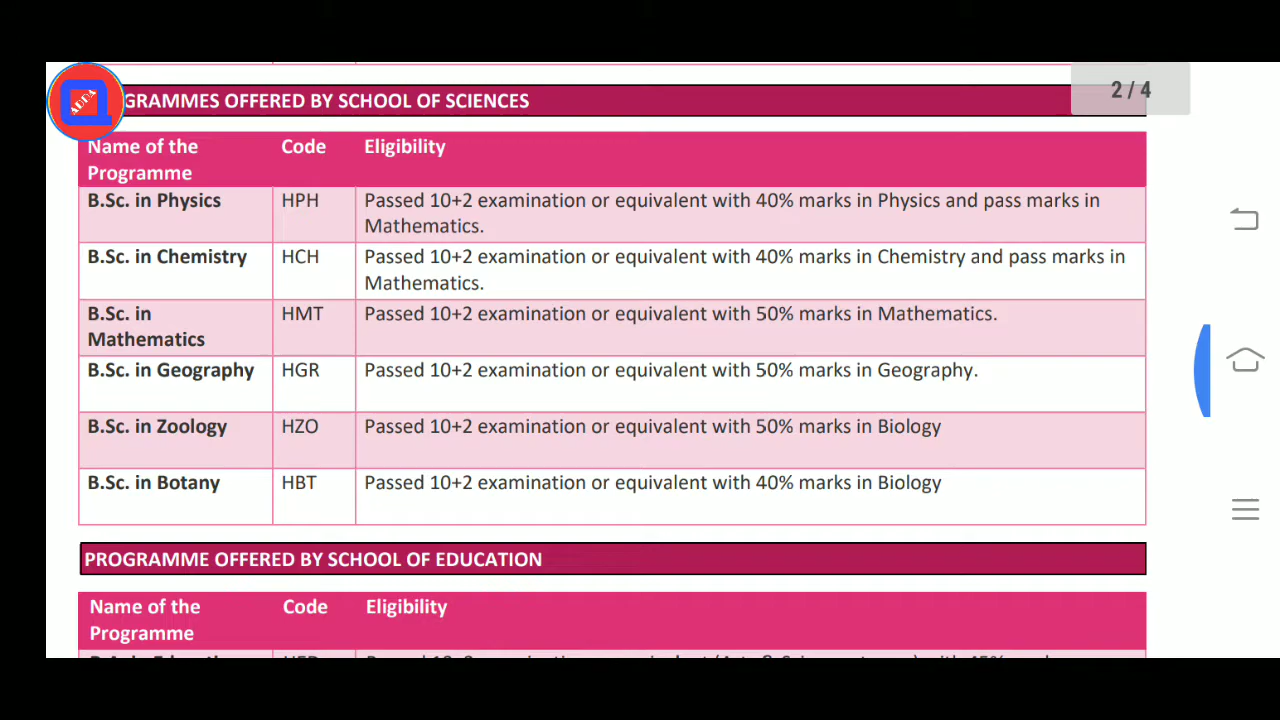 GRAMMES OFFERED BY SCHOOL OF SCIENCES
2 / 4
ADDA
Name of the Programme Code Eligibility
B.Sc. in Physics HPH Passed 10+2 examination or equivalent with 40% marks in Physics and pass marks in
Mathematics.
B.Sc. in Chemistry HCH Passed 10+2 examination or equivalent with 40% marks in Chemistry and pass marks in
Mathematics.
B.Sc. in Mathematics HMT Passed 10+2 examination or equivalent with 50% marks in Mathematics.
B.Sc. in Geography HGR Passed 10+2 examination or equivalent with 50% marks in Geography.
B.Sc. in Zoology HZO Passed 10+2 examination or equivalent with 50% marks in Biology
B.Sc. in Botany HBT Passed 10+2 examination or equivalent with 40% marks in Biology
PROGRAMME OFFERED BY SCHOOL OF EDUCATION
Name of the Programme Code Eligibility